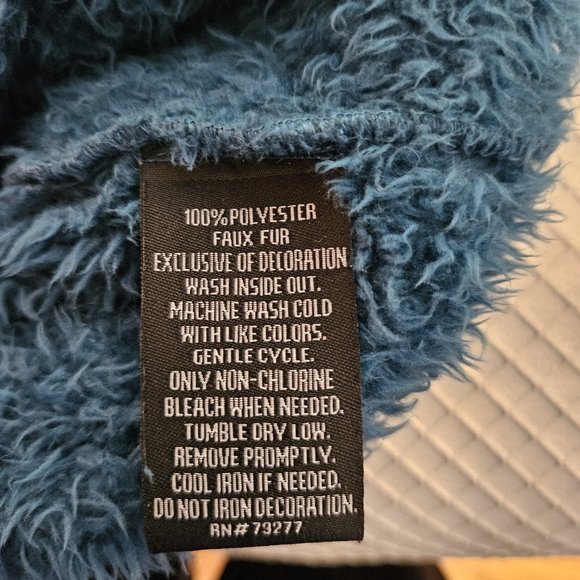 100% POLYESTER
FAUX FUR
EXCLUSIVE OF DECORATION.
WASH INSIDE OUT.
MACHINE WASH COLD
WITH LIKE COLORS.
GENTLE CYCLE.
ONLY NON-CHLORINE
BLEACH WHEN NEEDED.
TUMBLE DRY LOW.
REMOVE PROMPTLY.
COOL IRON IF NEEDED.
DO NOT IRON DECORATION.
RN# 73277